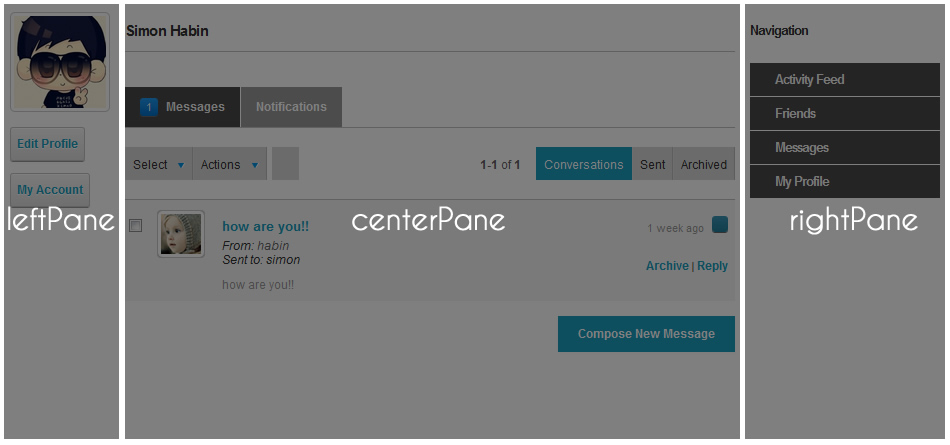 Edit Profile
My Account
leftPane
Simon Habin
1 Messages Notifications
Select Actions 1-1 of 1 Conversations Sent Archived
how are you!! 1 week ago
From: habin
Sent to: simon
Archive | Reply
how are you!!
Compose New Message
centerPane
Navigation
Activity Feed
Friends
Messages
My Profile
rightPane